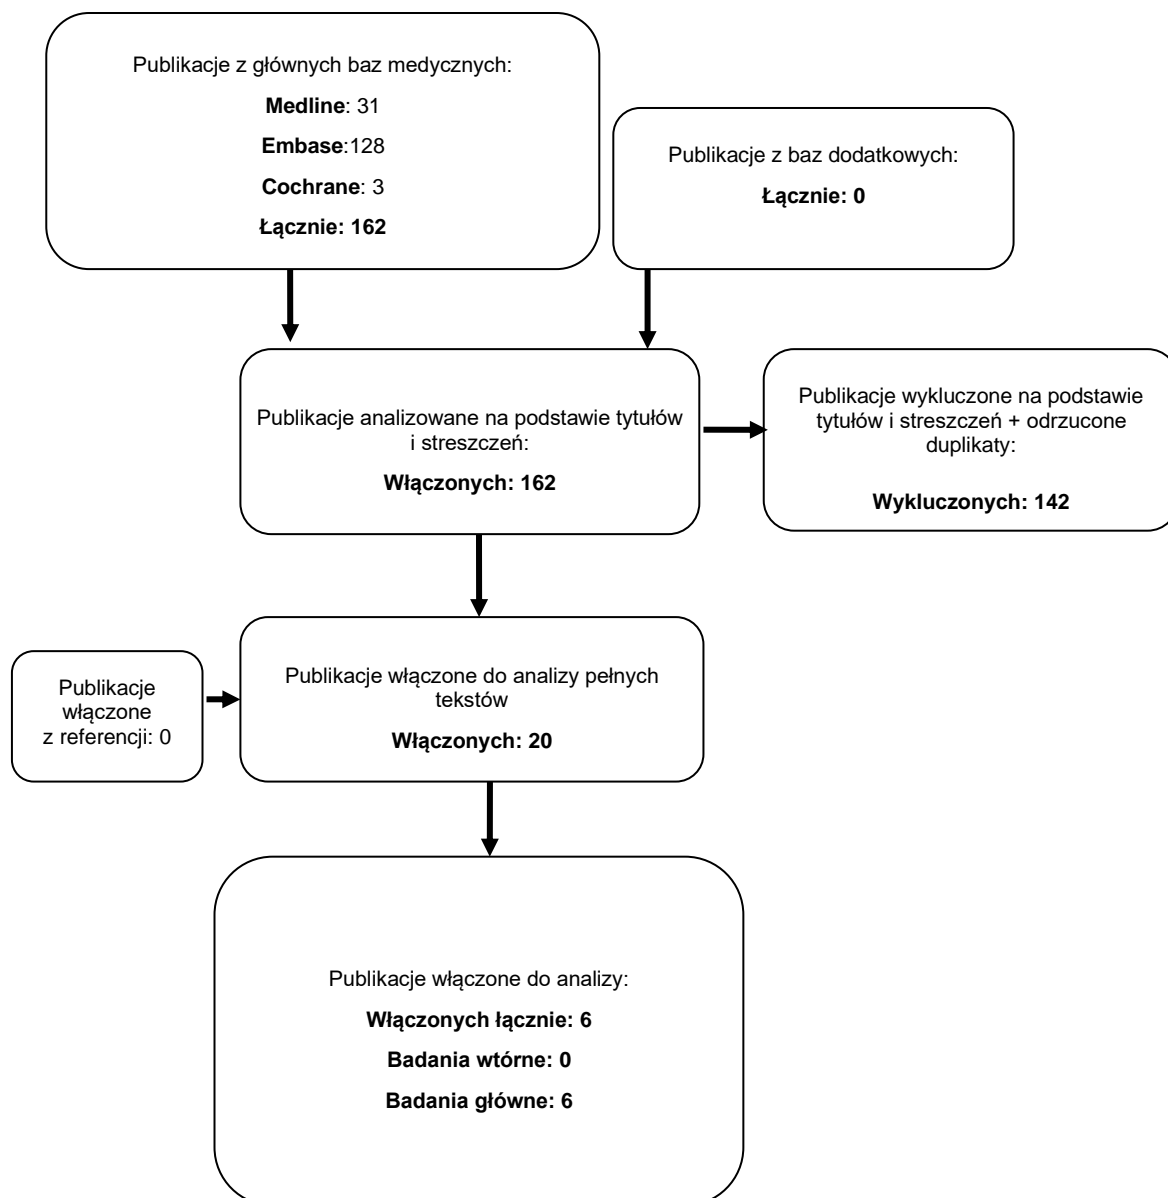 Publikacje z głównych baz medycznych:
Medline: 31
Embase:128
Cochrane: 3
Łącznie: 162
Publikacje z baz dodatkowych:
Łącznie: 0
Publikacje analizowane na podstawie tytułów
i streszczeń:
Włączonych: 162
Publikacje wykluczone na podstawie
tytułów i streszczeń + odrzucone
duplikaty:
Wykluczonych: 142
Publikacje
włączone
z referencji: 0
Publikacje włączone do analizy pełnych
tekstów
Włączonych: 20
Publikacje włączone do analizy:
Włączonych łącznie: 6
Badania wtórne: 0
Badania główne: 6